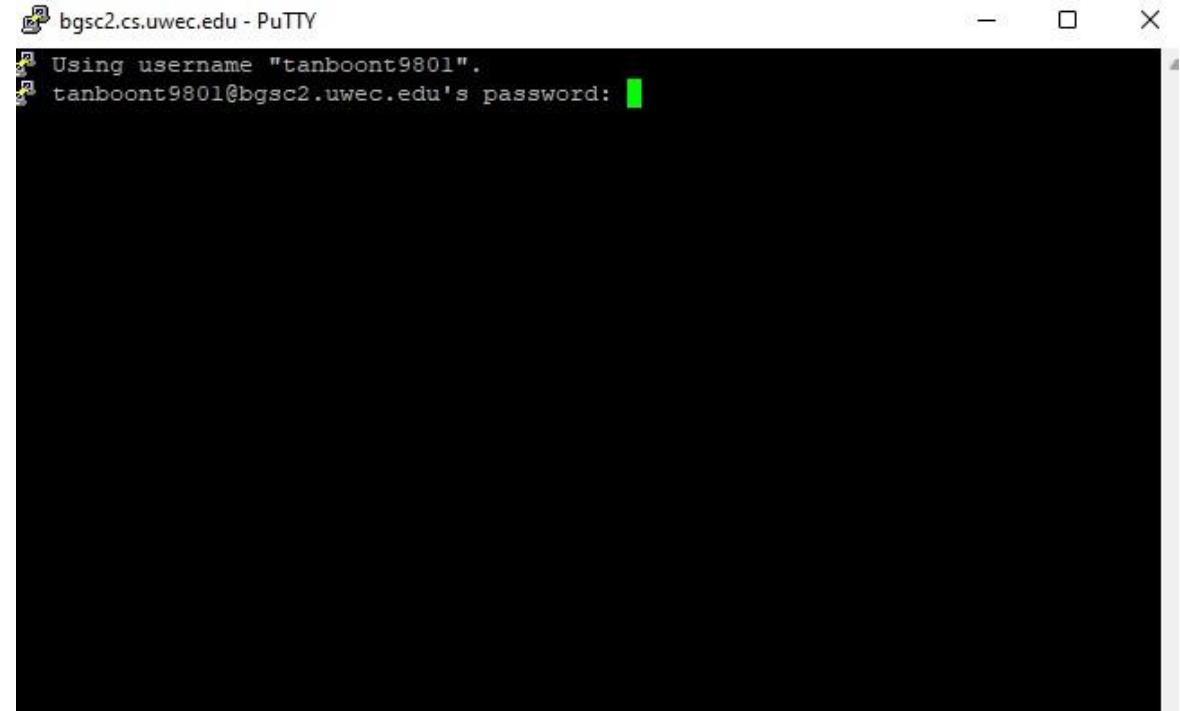 bgsc2.cs.uwec.edu - PuTTY
Using username "tanboont9801".
tanboont9801@bgsc2.uwec.edu's password: